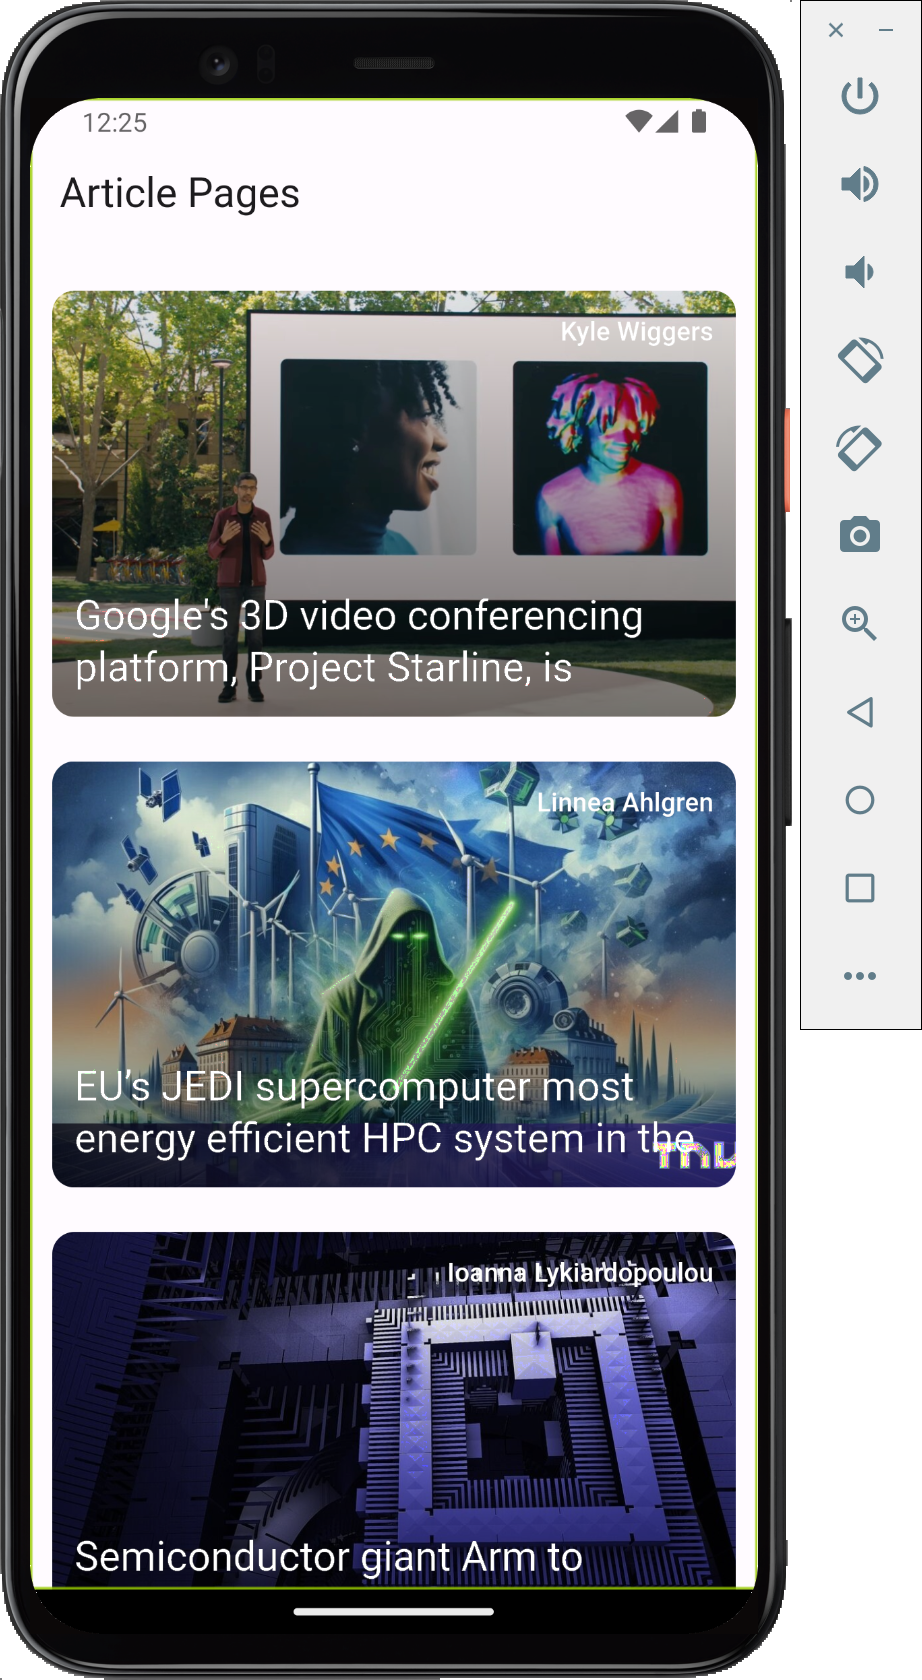 12:25
Article Pages
Kyle Wiggers
Google's 3D video conferencing
platform, Project Starline, is
Linnea Ahlgren
EU’s JEDI supercomputer most
energy efficient HPC system in the
Ioanna Lykiardopoulou
Semiconductor giant Arm to